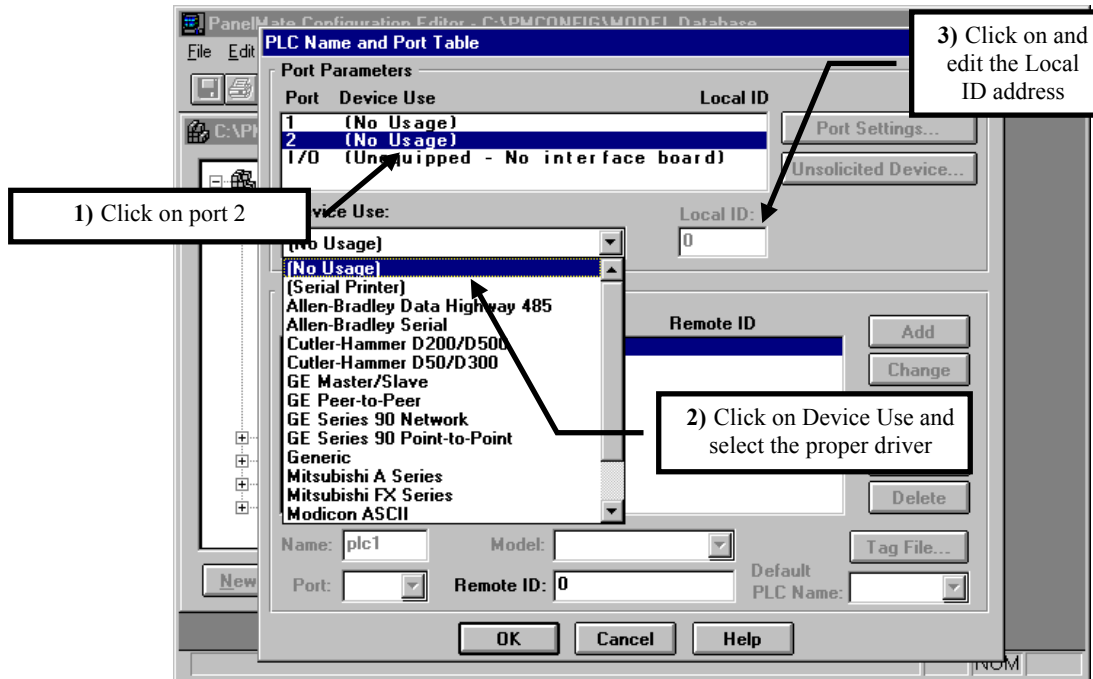 PanelMate Configuration Editor - C:\PMCONFIG\MODEL Database
File Edit
PLC Name and Port Table
3) Click on and
edit the Local
ID address
Port Parameters
Port Device Use Local ID
1 (No Usage)
2 (No Usage)
I/O (Unequipped - No interface board)
Port Settings...
Unsolicited Device...
C:\PM
1) Click on port 2
vice Use:
Local ID:
(No Usage)
0
(No Usage)
(Serial Printer)
Allen-Bradley Data Highway 485
Allen-Bradley Serial
Cutler-Hammer D200/D500
Cutler-Hammer D50/D300
GE Master/Slave
GE Peer-to-Peer
GE Series 90 Network
GE Series 90 Point-to-Point
Generic
Mitsubishi A Series
Mitsubishi FX Series
Modicon ASCII
Remote ID
Add
Change
2) Click on Device Use and
select the proper driver
Delete
Name: plc1 Model:
Tag File...
New
Port: Remote ID: 0
Default
PLC Name:
OK Cancel Help
NUM